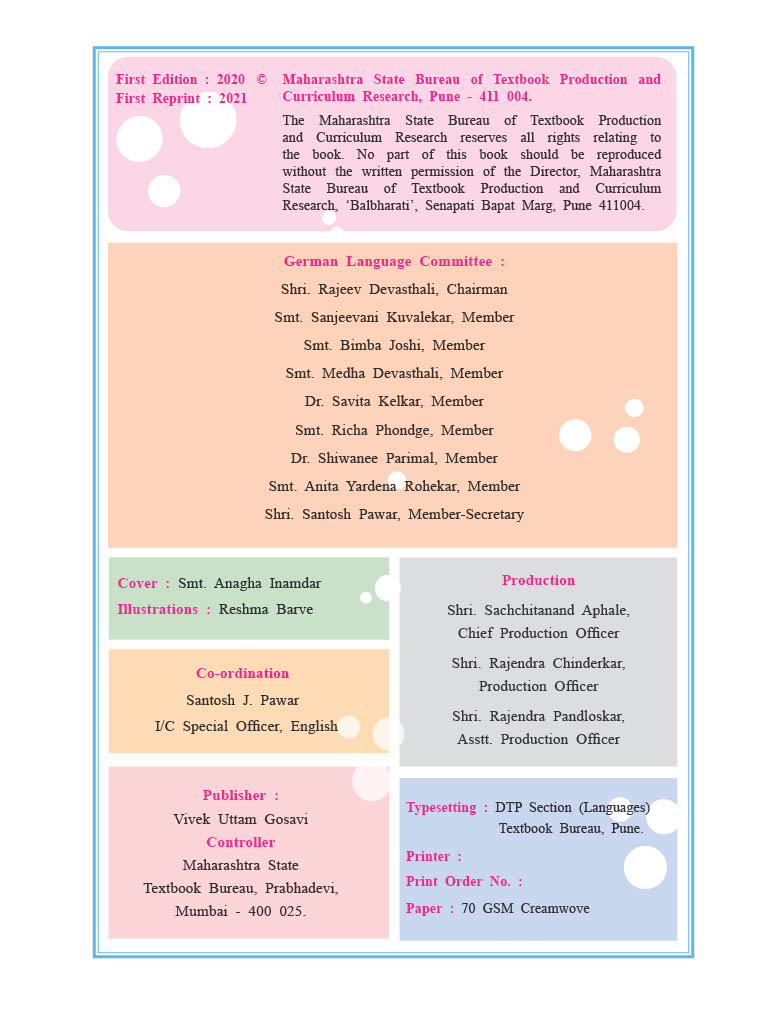 First Edition : 2020 ©
First Reprint : 2021
Maharashtra State Bureau of Textbook Production and
Curriculum Research, Pune - 411 004.
The Maharashtra State Bureau of Textbook Production
and Curriculum Research reserves all rights relating to
the book. No part of this book should be reproduced
without the written permission of the Director, Maharashtra
State Bureau of Textbook Production and Curriculum
Research, ‘Balbharati’, Senapati Bapat Marg, Pune 411004.
German Language Committee :
Shri. Rajeev Devasthali, Chairman
Smt. Sanjeevani Kuvalekar, Member
Smt. Bimba Joshi, Member
Smt. Medha Devasthali, Member
Dr. Savita Kelkar, Member
Smt. Richa Phondge, Member
Dr. Shiwanee Parimal, Member
Smt. Anita Yardena Rohekar, Member
Shri. Santosh Pawar, Member-Secretary
Cover : Smt. Anagha Inamdar
Illustrations : Reshma Barve
Co-ordination
Santosh J. Pawar
I/C Special Officer, English
Publisher :
Vivek Uttam Gosavi
Controller
Maharashtra State
Textbook Bureau, Prabhadevi,
Mumbai - 400 025.
Production
Shri. Sachchitanand Aphale,
Chief Production Officer
Shri. Rajendra Chinderkar,
Production Officer
Shri. Rajendra Pandloskar,
Asstt. Production Officer
Typesetting : DTP Section (Languages)
Textbook Bureau, Pune.
Printer :
Print Order No. :
Paper : 70 GSM Creamwove